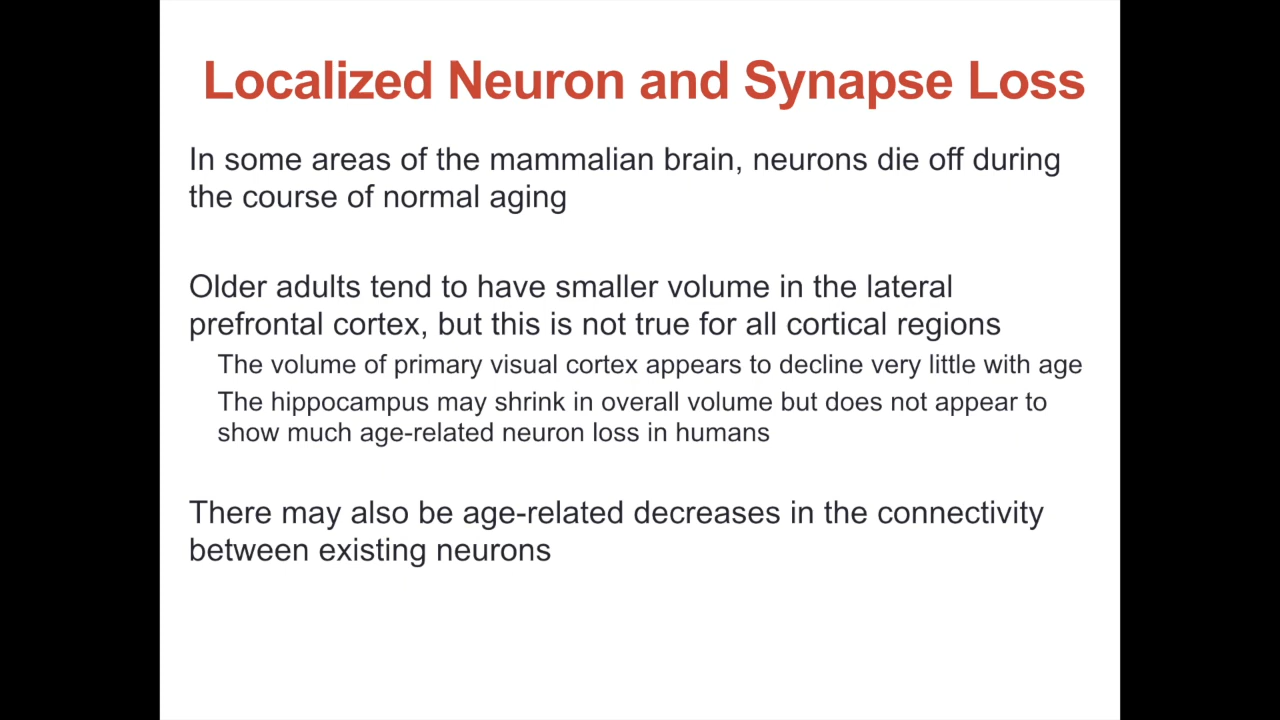 Localized Neuron and Synapse Loss
In some areas of the mammalian brain, neurons die off during
the course of normal aging
Older adults tend to have smaller volume in the lateral
prefrontal cortex, but this is not true for all cortical regions
The volume of primary visual cortex appears to decline very little with age
The hippocampus may shrink in overall volume but does not appear to
show much age-related neuron loss in humans
There may also be age-related decreases in the connectivity
between existing neurons